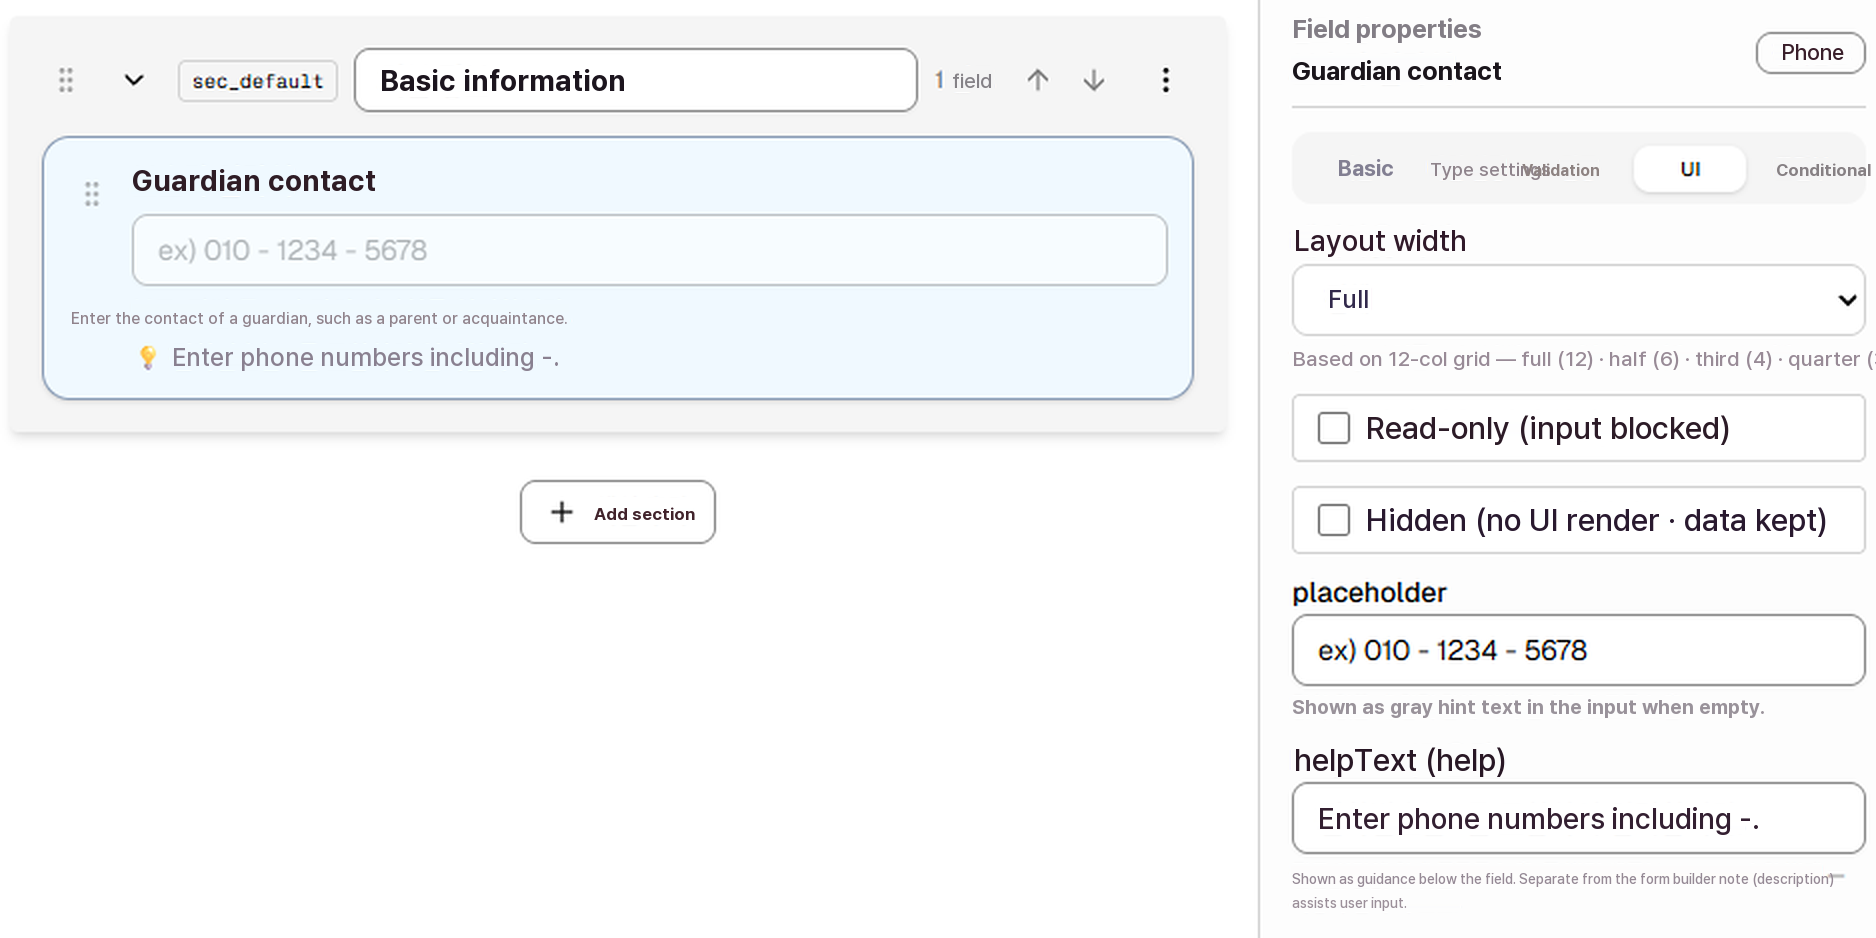 sec_default
Basic information
1 field
Guardian contact
ex) 010 - 1234 - 5678
Enter the contact of a guardian, such as a parent or acquaintance.
Enter phone numbers including -.
Add section
Field properties
Guardian contact
Phone
Basic
Type settings
Validation
UI
Conditional
Layout width
Full
Based on 12-col grid — full (12) · half (6) · third (4) · quarter (
Read-only (input blocked)
Hidden (no UI render · data kept)
placeholder
ex) 010 - 1234 - 5678
Shown as gray hint text in the input when empty.
helpText (help)
Enter phone numbers including -.
Shown as guidance below the field. Separate from the form builder note (description)
assists user input.